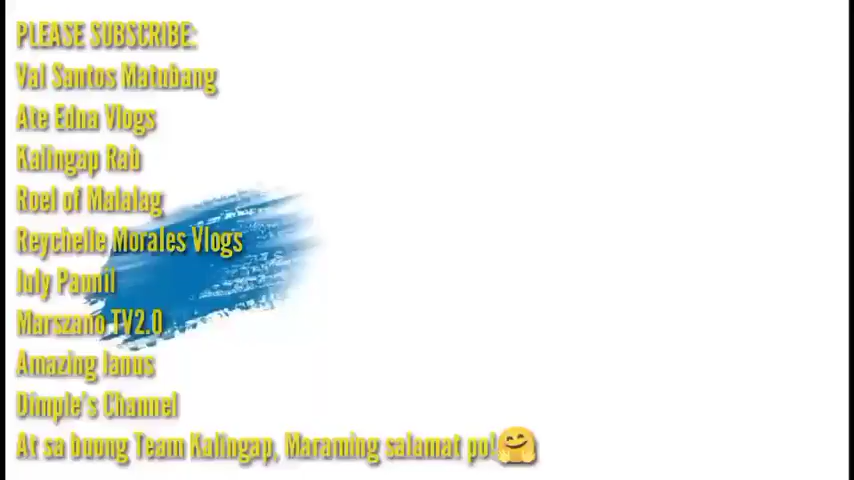 PLEASE SUBSCRIBE:
Val Santos Matubang
Ate Edna Vlogs
Kalingap Rab
Roel of Malalag
Reychelle Morales Vlogs
July Paunil
Marszano TV2.0
Amazing Ianus
Dimple's Channel
At sa buong Team Kalingap, Maraming salamat po!🤗